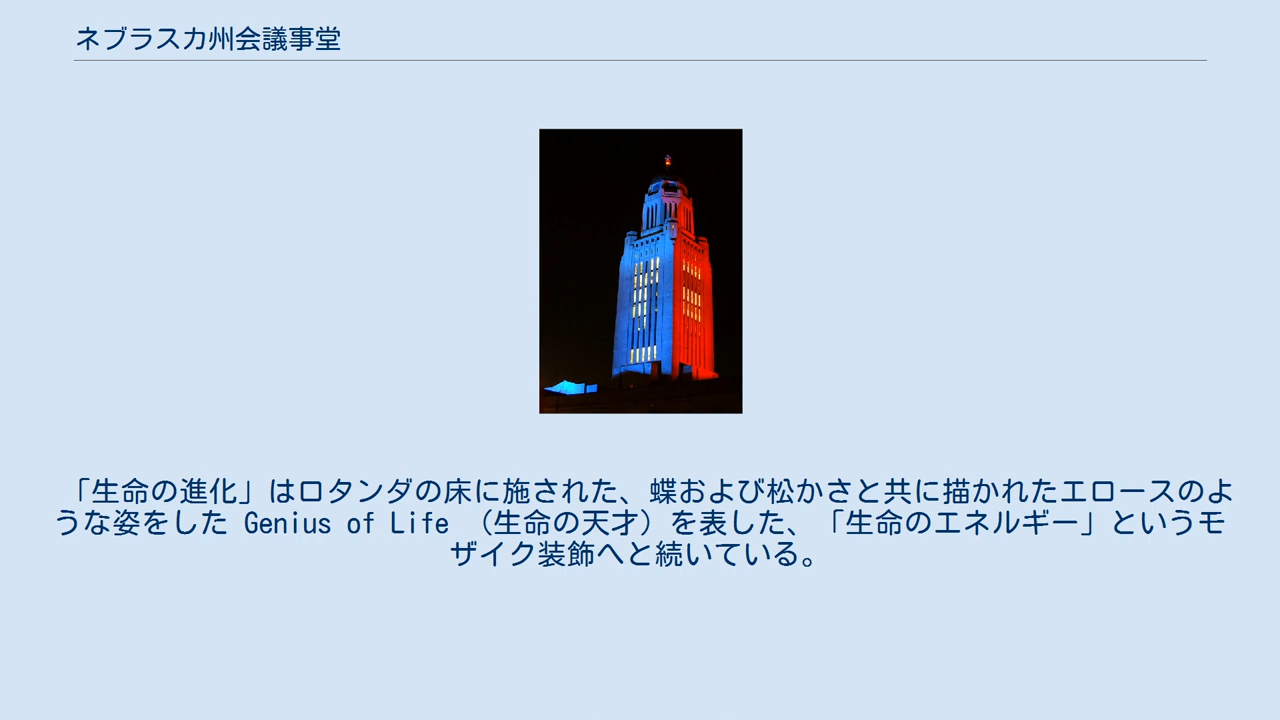 ネブラスカ州会議事堂
「生命の進化」はロタンダの床に施された、蝶および松かさと共に描かれたエロースのよ
うな姿をした Genius of Life （生命の天才）を表した、「生命のエネルギー」というモ
ザイク装飾へと続いている。